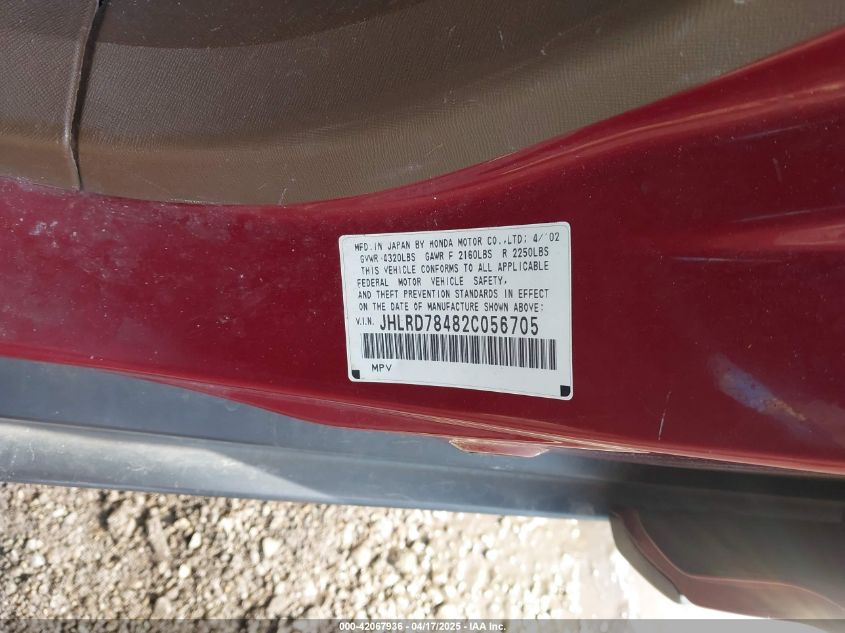 MFD. IN JAPAN BY HONDA MOTOR CO.,LTD; 4/'02
GVWR 4320LBS GAWR F 2160LBS R 2250LBS
THIS VEHICLE CONFORMS TO ALL APPLICABLE
FEDERAL MOTOR VEHICLE SAFETY,
AND THEFT PREVENTION STANDARDS IN EFFECT
ON THE DATE OF MANUFACTURE SHOWN ABOVE:
V.I.N. JHLRD78482C056705
MPV
000-42067936 - 04/17/2025 - IAA Inc.